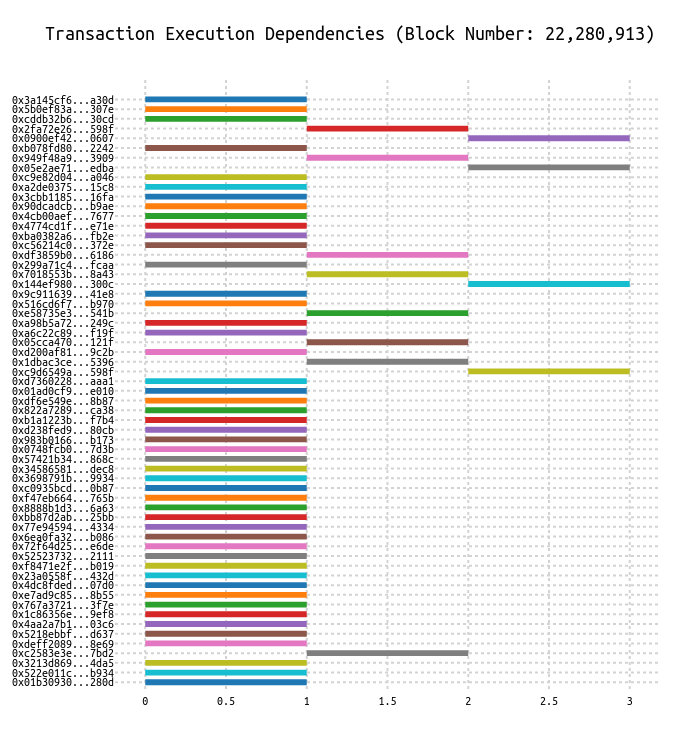 Transaction Execution Dependencies (Block Number: 22,280,913)
0x3a145cf6...a30d
0x5b0ef83a...307e
0xcddb32b6...30cd
0x2fa72e26...598f
0x0900ef42...0607
0xb078fd80...2242
0x949f48a9...3909
0x05e2ae71...edba
0xc9e82d04...a046
0xa2de0375...15c8
0x3cbb1185...16fa
0x90dcadcb...b9ae
0x4cb00aef...7677
0x4774cd1f...e71e
0xba0382a6...fb2e
0xc56214c0...372e
0xdf3859b0...6186
0x299a71c4...fcaa
0x7018553b...8a43
0x144ef980...300c
0x9c911639...41e8
0x516cd6f7...b970
0xe58735e3...541b
0xa98b5a72...249c
0xa6c22c89...f19f
0x05cca470...121f
0xd200af81...9c2b
0x1dbac3ce...5396
0xc9d6549a...598f
0xd7360228...aaa1
0x01ad0cf9...e010
0xdf6e549e...8b87
0x822a7289...ca38
0xb1a1223b...f7b4
0xd238fed9...80cb
0x983b0166...b173
0x0748fcb0...7d3b
0x57421b34...868c
0x34586581...dec8
0x3698791b...9934
0xc0935bcd...0b87
0xf47eb664...765b
0x8888b1d3...6a63
0xbb87d2ab...25bb
0x77e94594...4334
0x6ea0fa32...b086
0x72f64d25...e6de
0x52523732...2111
0xf8471e2f...b019
0x23a0558f...432d
0x4dc8fded...07d0
0xe7ad9c85...8b55
0x767a3721...3f7e
0x1c86356e...9ef8
0x4aa2a7b1...03c6
0x5218ebbf...d637
0xdeff2089...8e69
0xc2583e3e...7bd2
0x3213d869...4da5
0x522e011c...b934
0x01b30930...280d
0 0.5 1 1.5 2 2.5 3